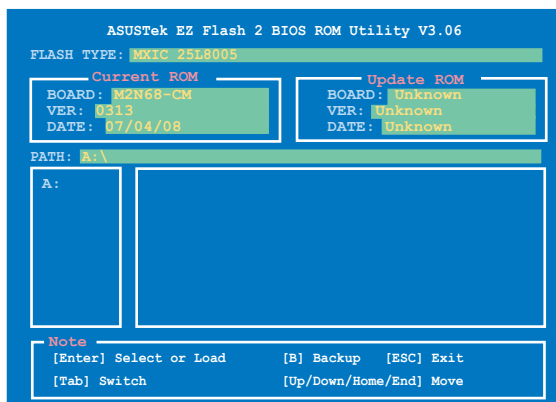 ASUSTek EZ Flash 2 BIOS ROM Utility V3.06
FLASH TYPE: MXIC 25L8005
Current ROM
BOARD: M2N68-CM
VER: 0313
DATE: 07/04/08
Update ROM
BOARD: Unknown
VER: Unknown
DATE: Unknown
PATH: A:\
A:
Note
[Enter] Select or Load [B] Backup [ESC] Exit
[Tab] Switch [Up/Down/Home/End] Move